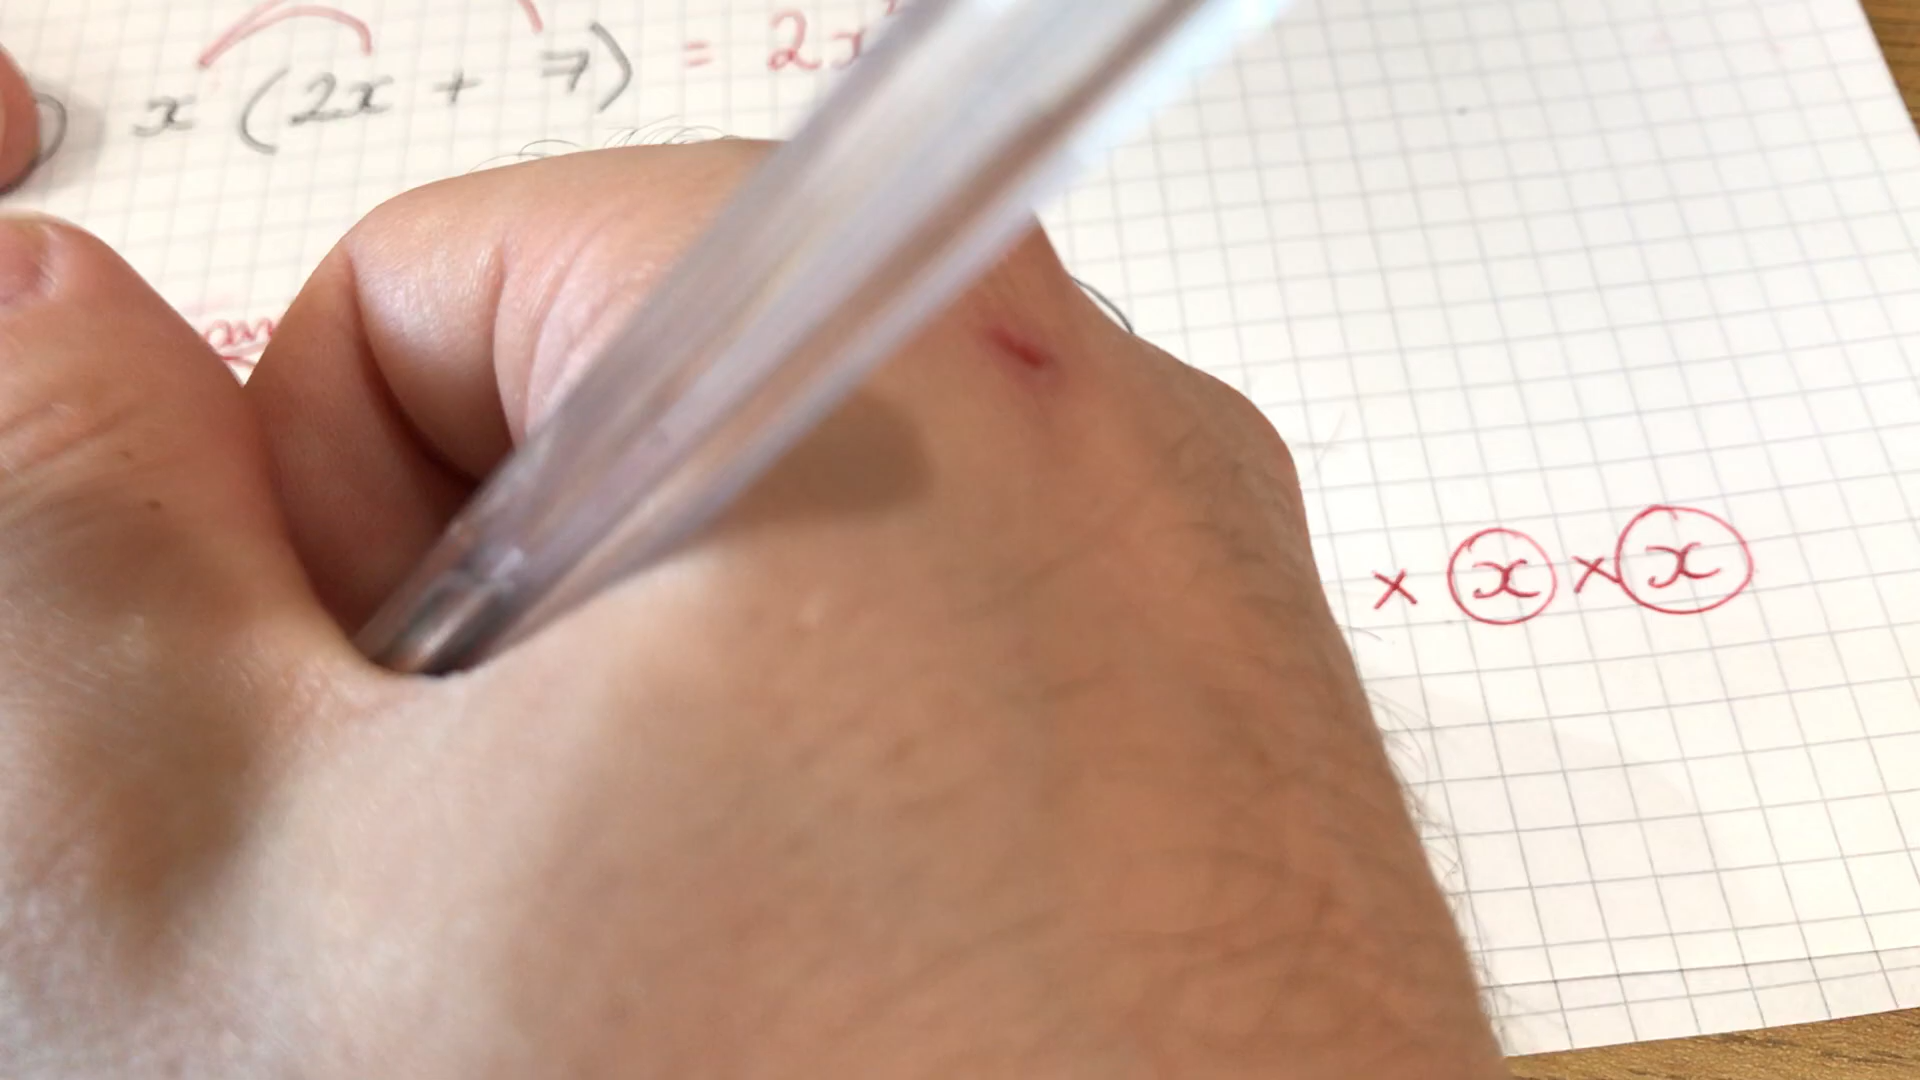 ) x (2x + 7) = 2x
× x × x